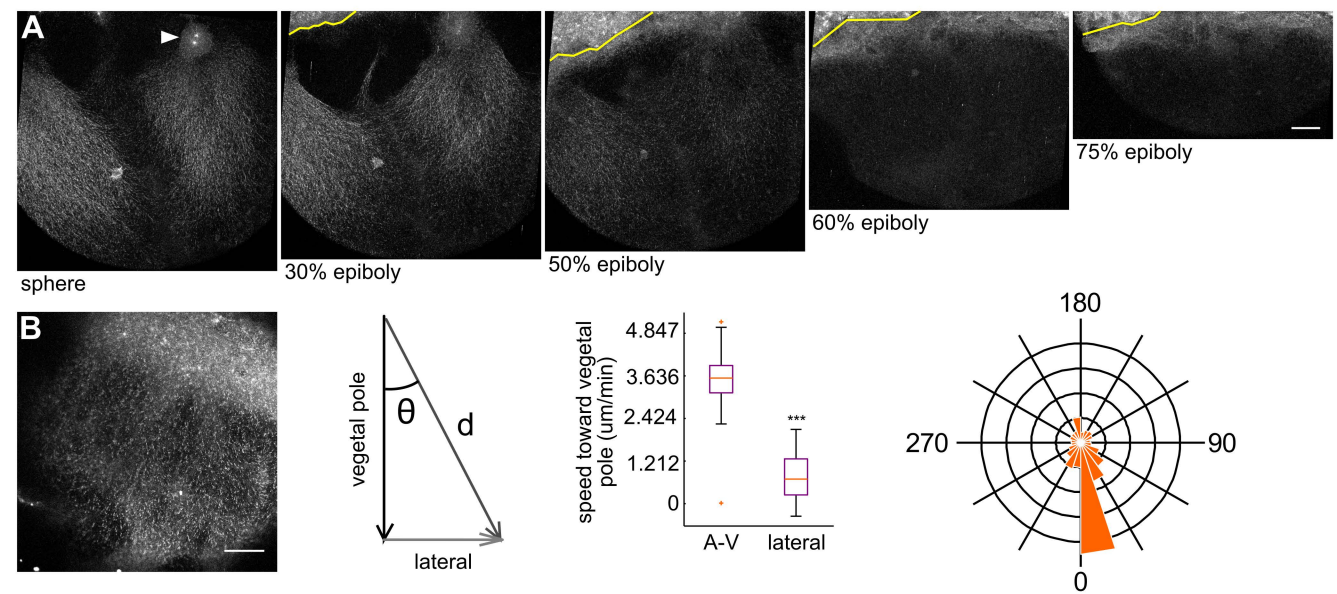 A
sphere
30% epiboly
50% epiboly
60% epiboly
75% epiboly
B
vegetal pole
θ
d
lateral
speed toward vegetal
pole (um/min)
4.847
3.636
2.424
1.212
0
***
A-V
lateral
180
270
90
0